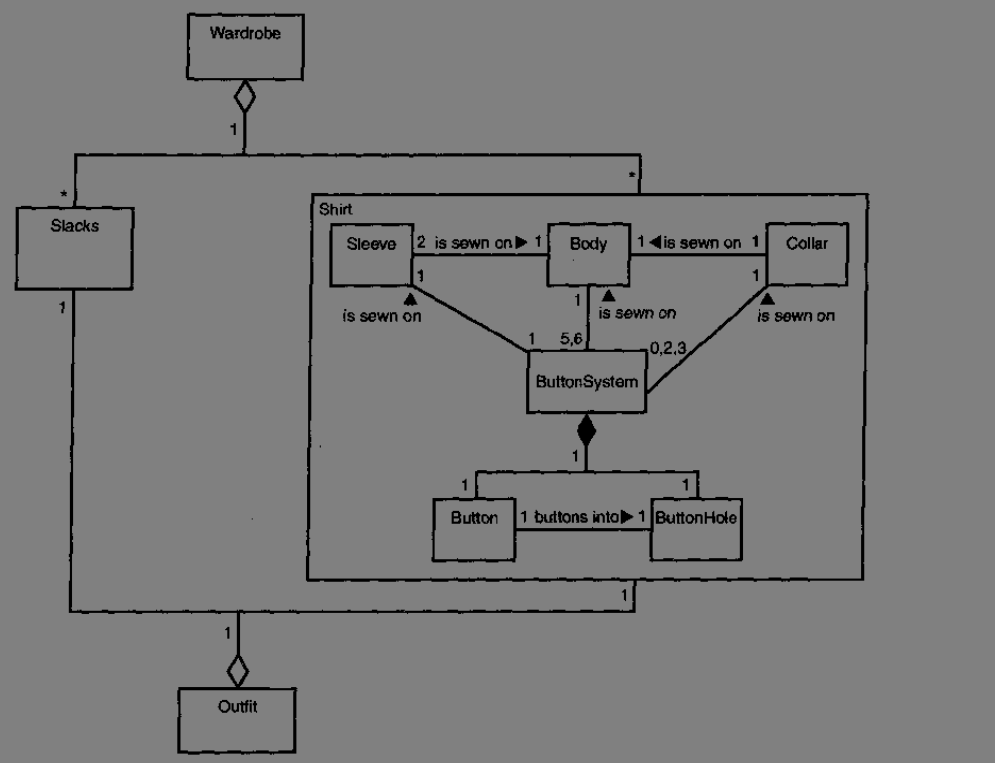 Wardrobe
1
*
*
Slacks
1
Shirt
Sleeve
2 is sewn on ▶ 1
Body
1 ◀ is sewn on 1
Collar
1
▲
is sewn on
1
▲
is sewn on
1
▲
is sewn on
1
5,6
0,2,3
ButtonSystem
1
1
1
Button
1 buttons into ▶ 1
ButtonHole
1
1
Outfit